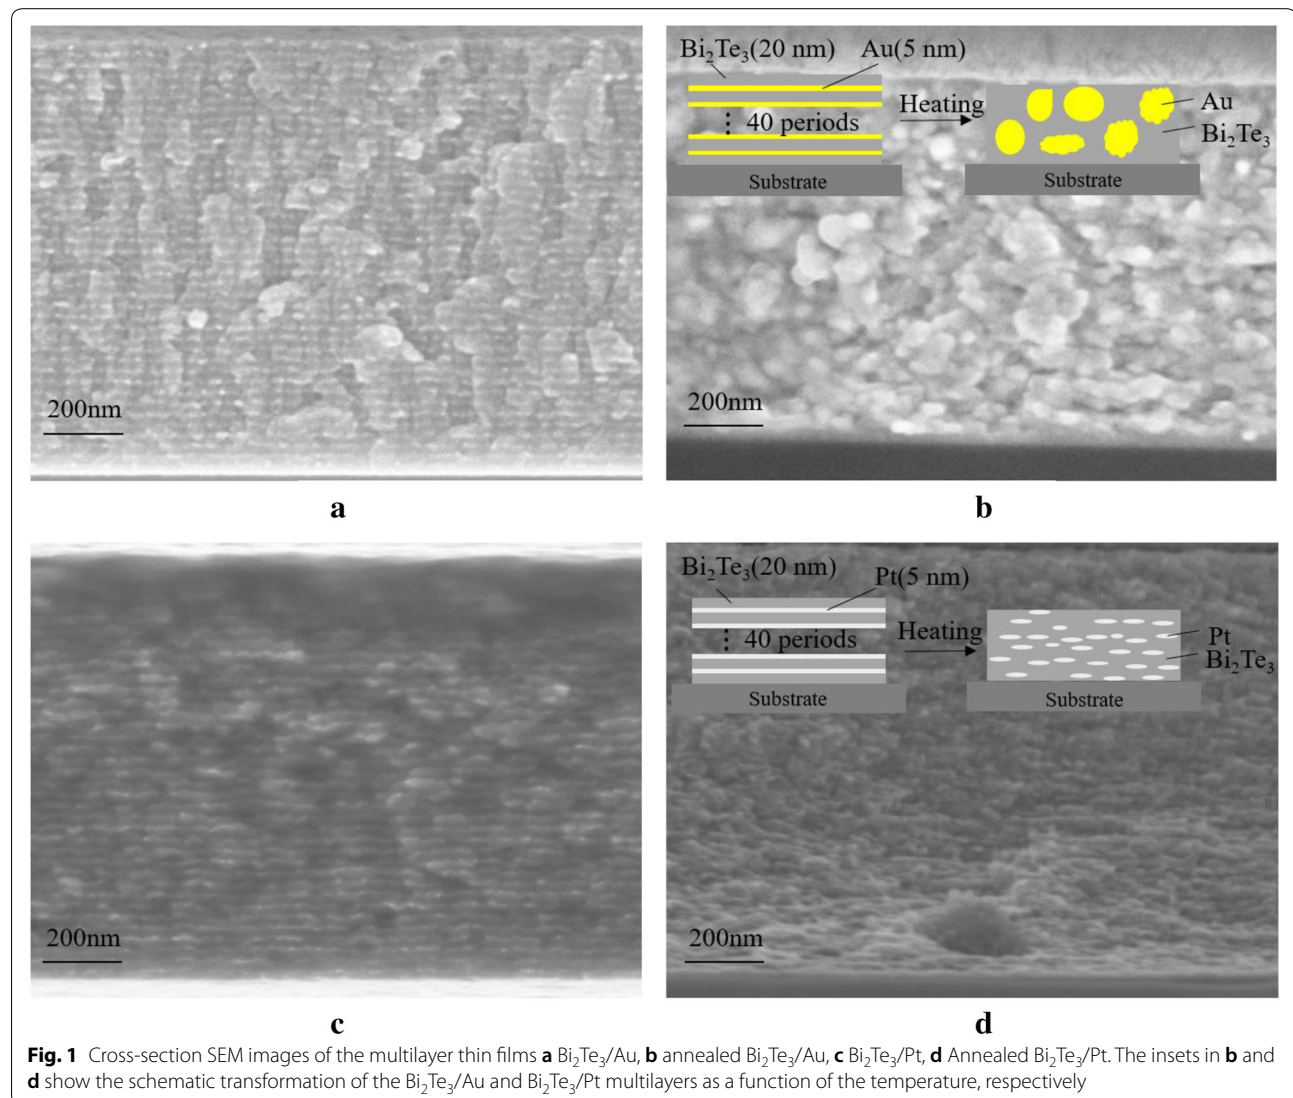 200nm
a
Bi₂Te₃(20 nm) Au(5 nm)
Heating
Au
40 periods
Bi₂Te₃
Substrate Substrate
200nm
b
200nm
c
Bi₂Te₃(20 nm) Pt(5 nm)
Heating
Pt
40 periods
Bi₂Te₃
Substrate Substrate
200nm
d
Fig. 1 Cross-section SEM images of the multilayer thin films a Bi₂Te₃/Au, b annealed Bi₂Te₃/Au, c Bi₂Te₃/Pt, d Annealed Bi₂Te₃/Pt. The insets in b and
d show the schematic transformation of the Bi₂Te₃/Au and Bi₂Te₃/Pt multilayers as a function of the temperature, respectively